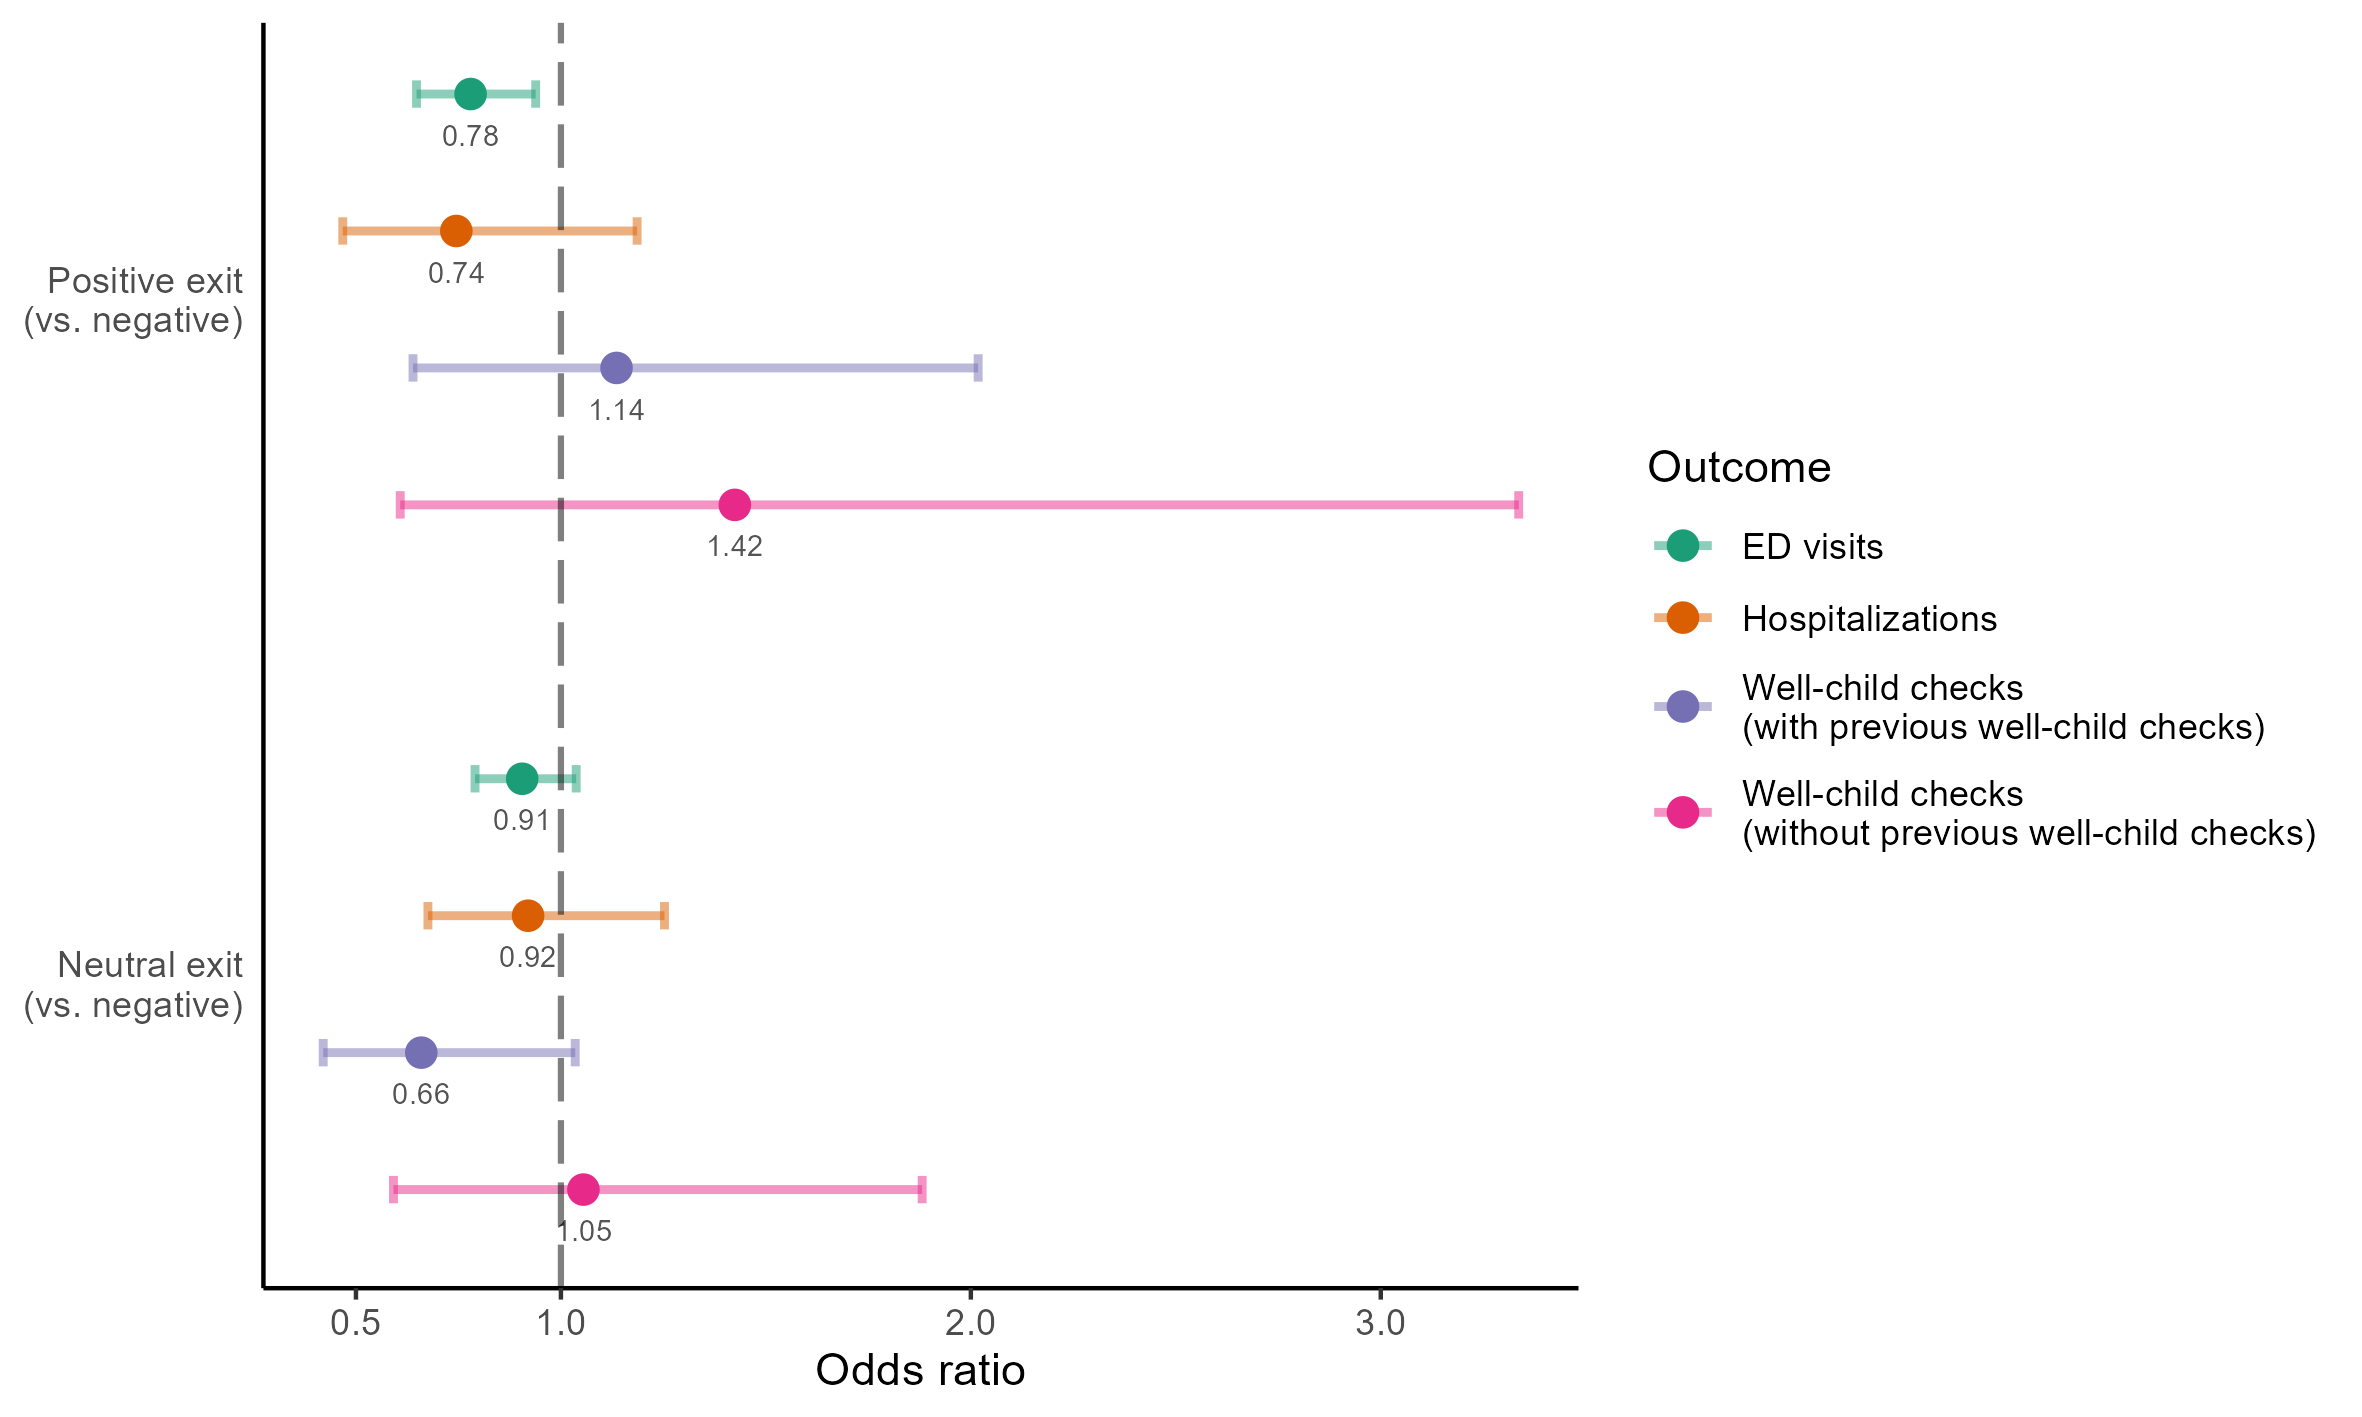 0.78
0.74
Positive exit
(vs. negative)
1.14
1.42
0.91
0.92
Neutral exit
(vs. negative)
0.66
1.05
0.5
1.0
2.0
3.0
Odds ratio
Outcome
ED visits
Hospitalizations
Well-child checks
(with previous well-child checks)
Well-child checks
(without previous well-child checks)